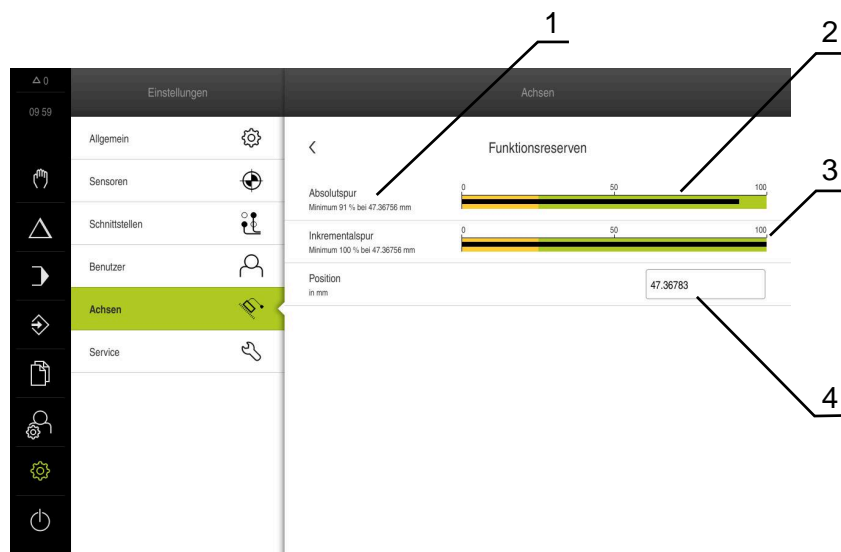 1
2
△ 0
Einstellungen
Achsen
09 59
Allgemein
Funktionsreserven
Sensoren
Absolutspur
Minimum 91 % bei 47.36756 mm
0 50 100
3
Schnittstellen
Inkrementalspur
Minimum 100 % bei 47.36756 mm
0 50 100
Benutzer
Position
in mm
47.36783
Achsen
Service
4